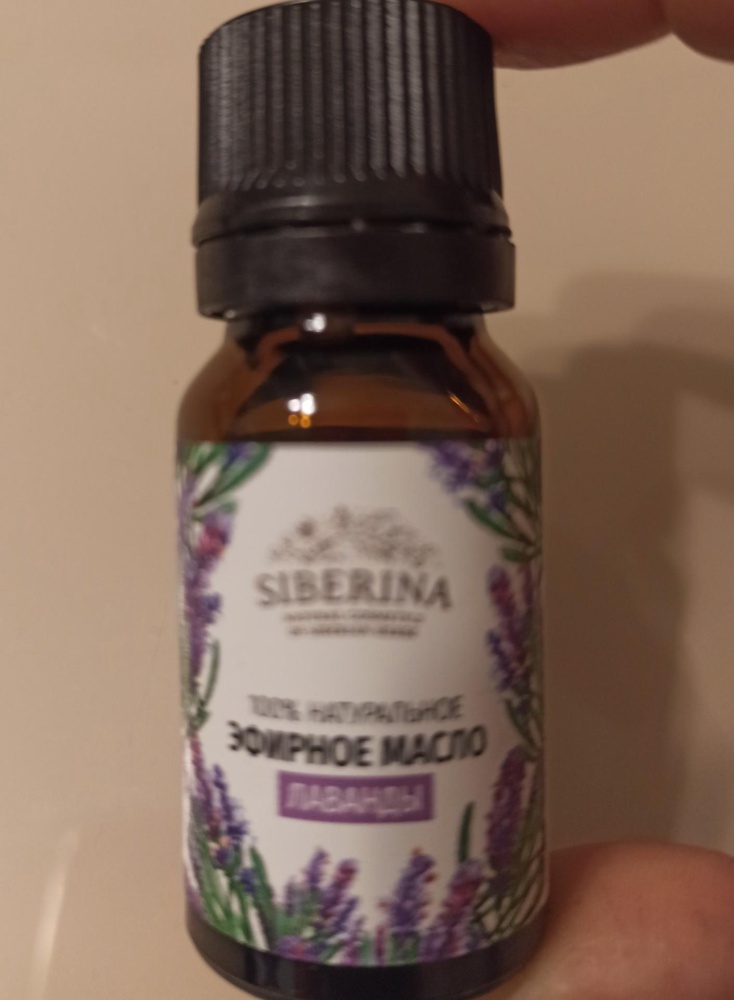 SIBERINA
100% НАТУРАЛЬНОЕ
ЭФИРНОЕ МАСЛО
ЛАВАНДЫ